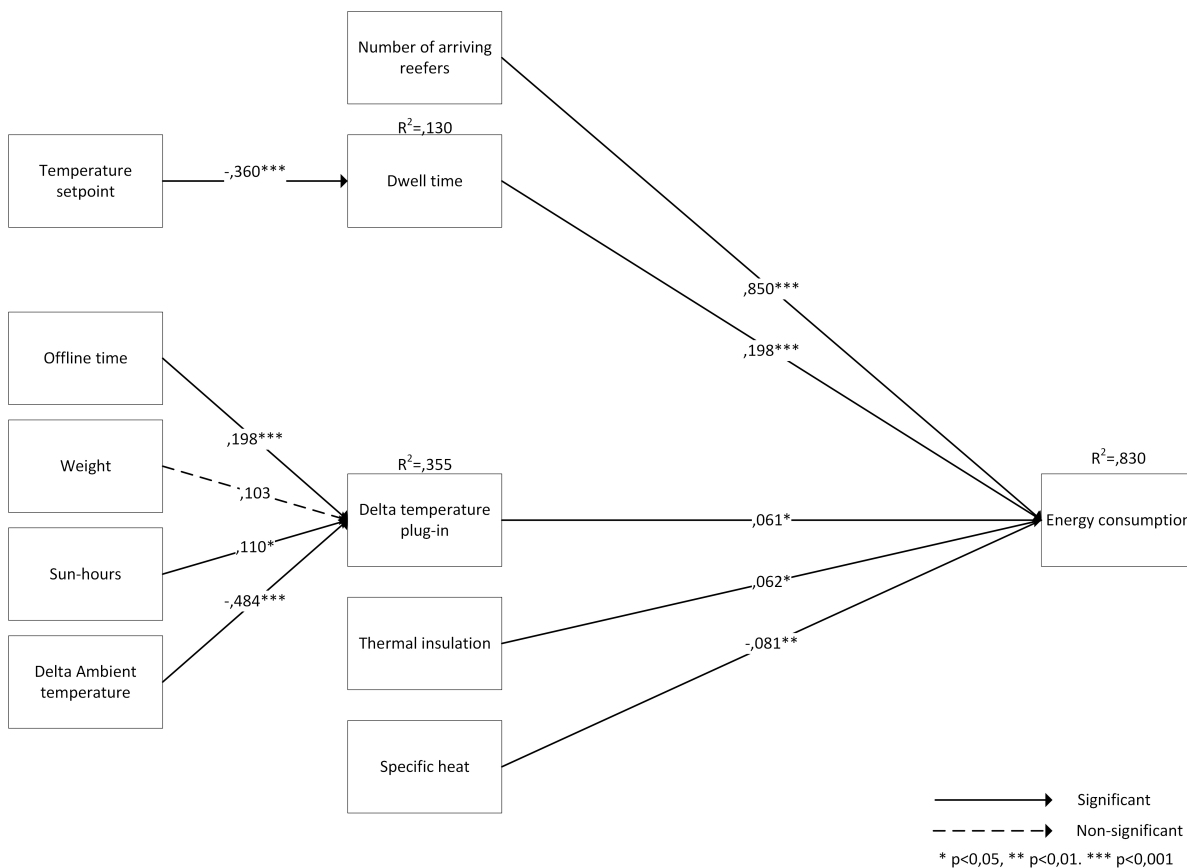 Number of arriving
reefers
R²=,130
Temperature
setpoint
-,360***
Dwell time
,850***
,198***
Offline time
,198***
Weight
,103
R²=,355
Delta temperature
plug-in
,061*
R²=,830
Energy consumption
Sun-hours
,110*
,062*
-,484***
Thermal insulation
-,081**
Delta Ambient
temperature
Specific heat
Significant
Non-significant
* p<0,05, ** p<0,01. *** p<0,001